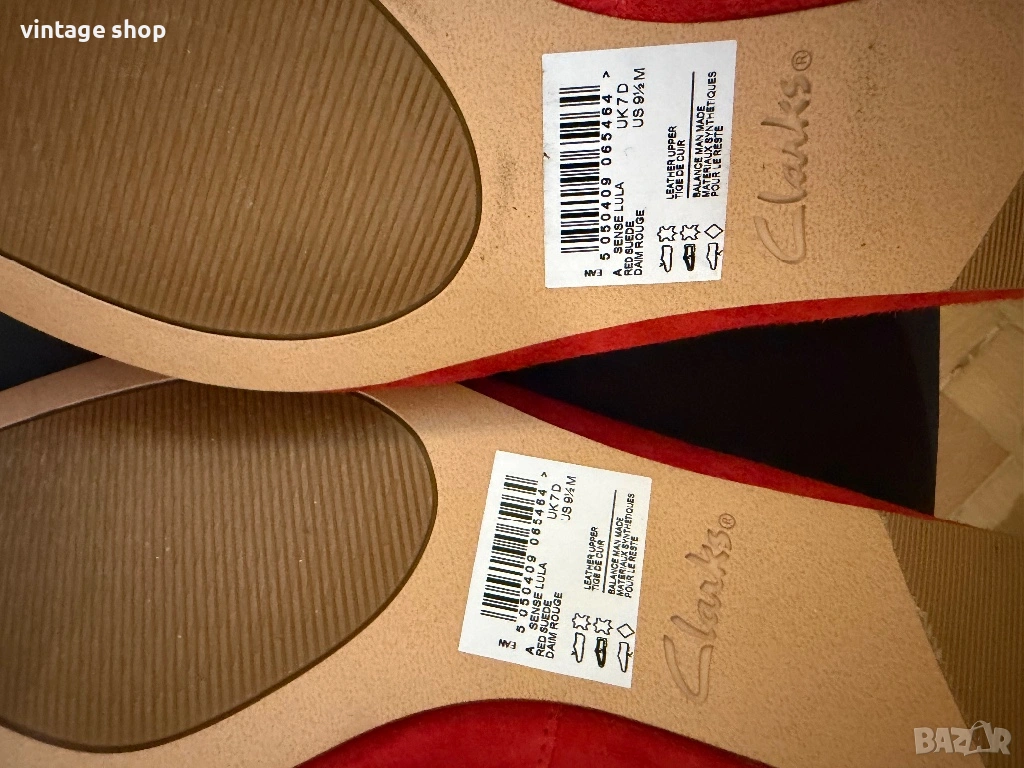 vintage shop
5 050409 065464 >
A SENSE LULA UK 7 D
RED SUEDE US 9½ M
DAIM ROUGE
LEATHER UPPER
TIGE DE CUIR
BALANCE MAN MADE
MATERIAUX SYNTHETIQUES
POUR LE RESTE
Clarks®
5 050409 065464 >
A SENSE LULA UK 7 D
RED SUEDE US 9½ M
DAIM ROUGE
LEATHER UPPER
TIGE DE CUIR
BALANCE MAN MADE
MATERIAUX SYNTHETIQUES
POUR LE RESTE
Clarks®
BAZAR